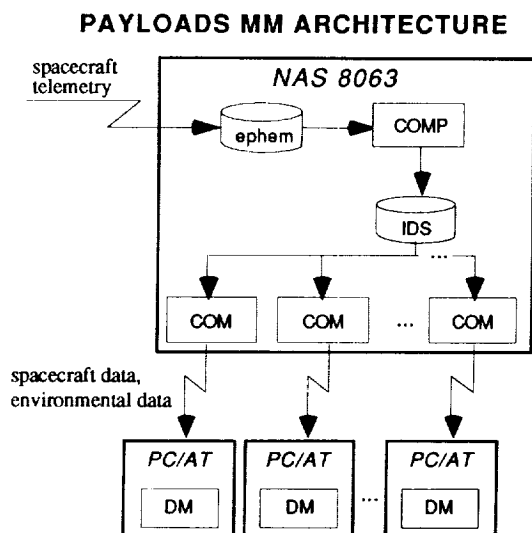 PAYLOADS MM ARCHITECTURE
spacecraft
telemetry
NAS 8063
ephem
COMP
IDS
...
COM
COM
...
COM
spacecraft data,
environmental data
PC/AT
PC/AT
PC/AT
DM
DM
...
DM